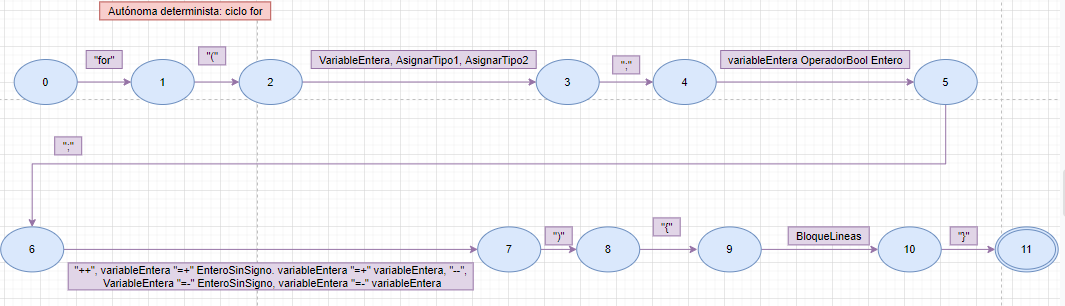 Autónoma determinista: ciclo for
"for"
"("
VariableEntera, AsignarTipo1, AsignarTipo2
";"
variableEntera OperadorBool Entero
0
1
2
3
4
5
";"
6
7
8
9
10
11
")"
"{"
BloqueLineas
"}"
"++", variableEntera "=+" EnteroSinSigno. variableEntera "=+" variableEntera, "--",
VariableEntera "=-" EnteroSinSigno, variableEntera "=-" variableEntera